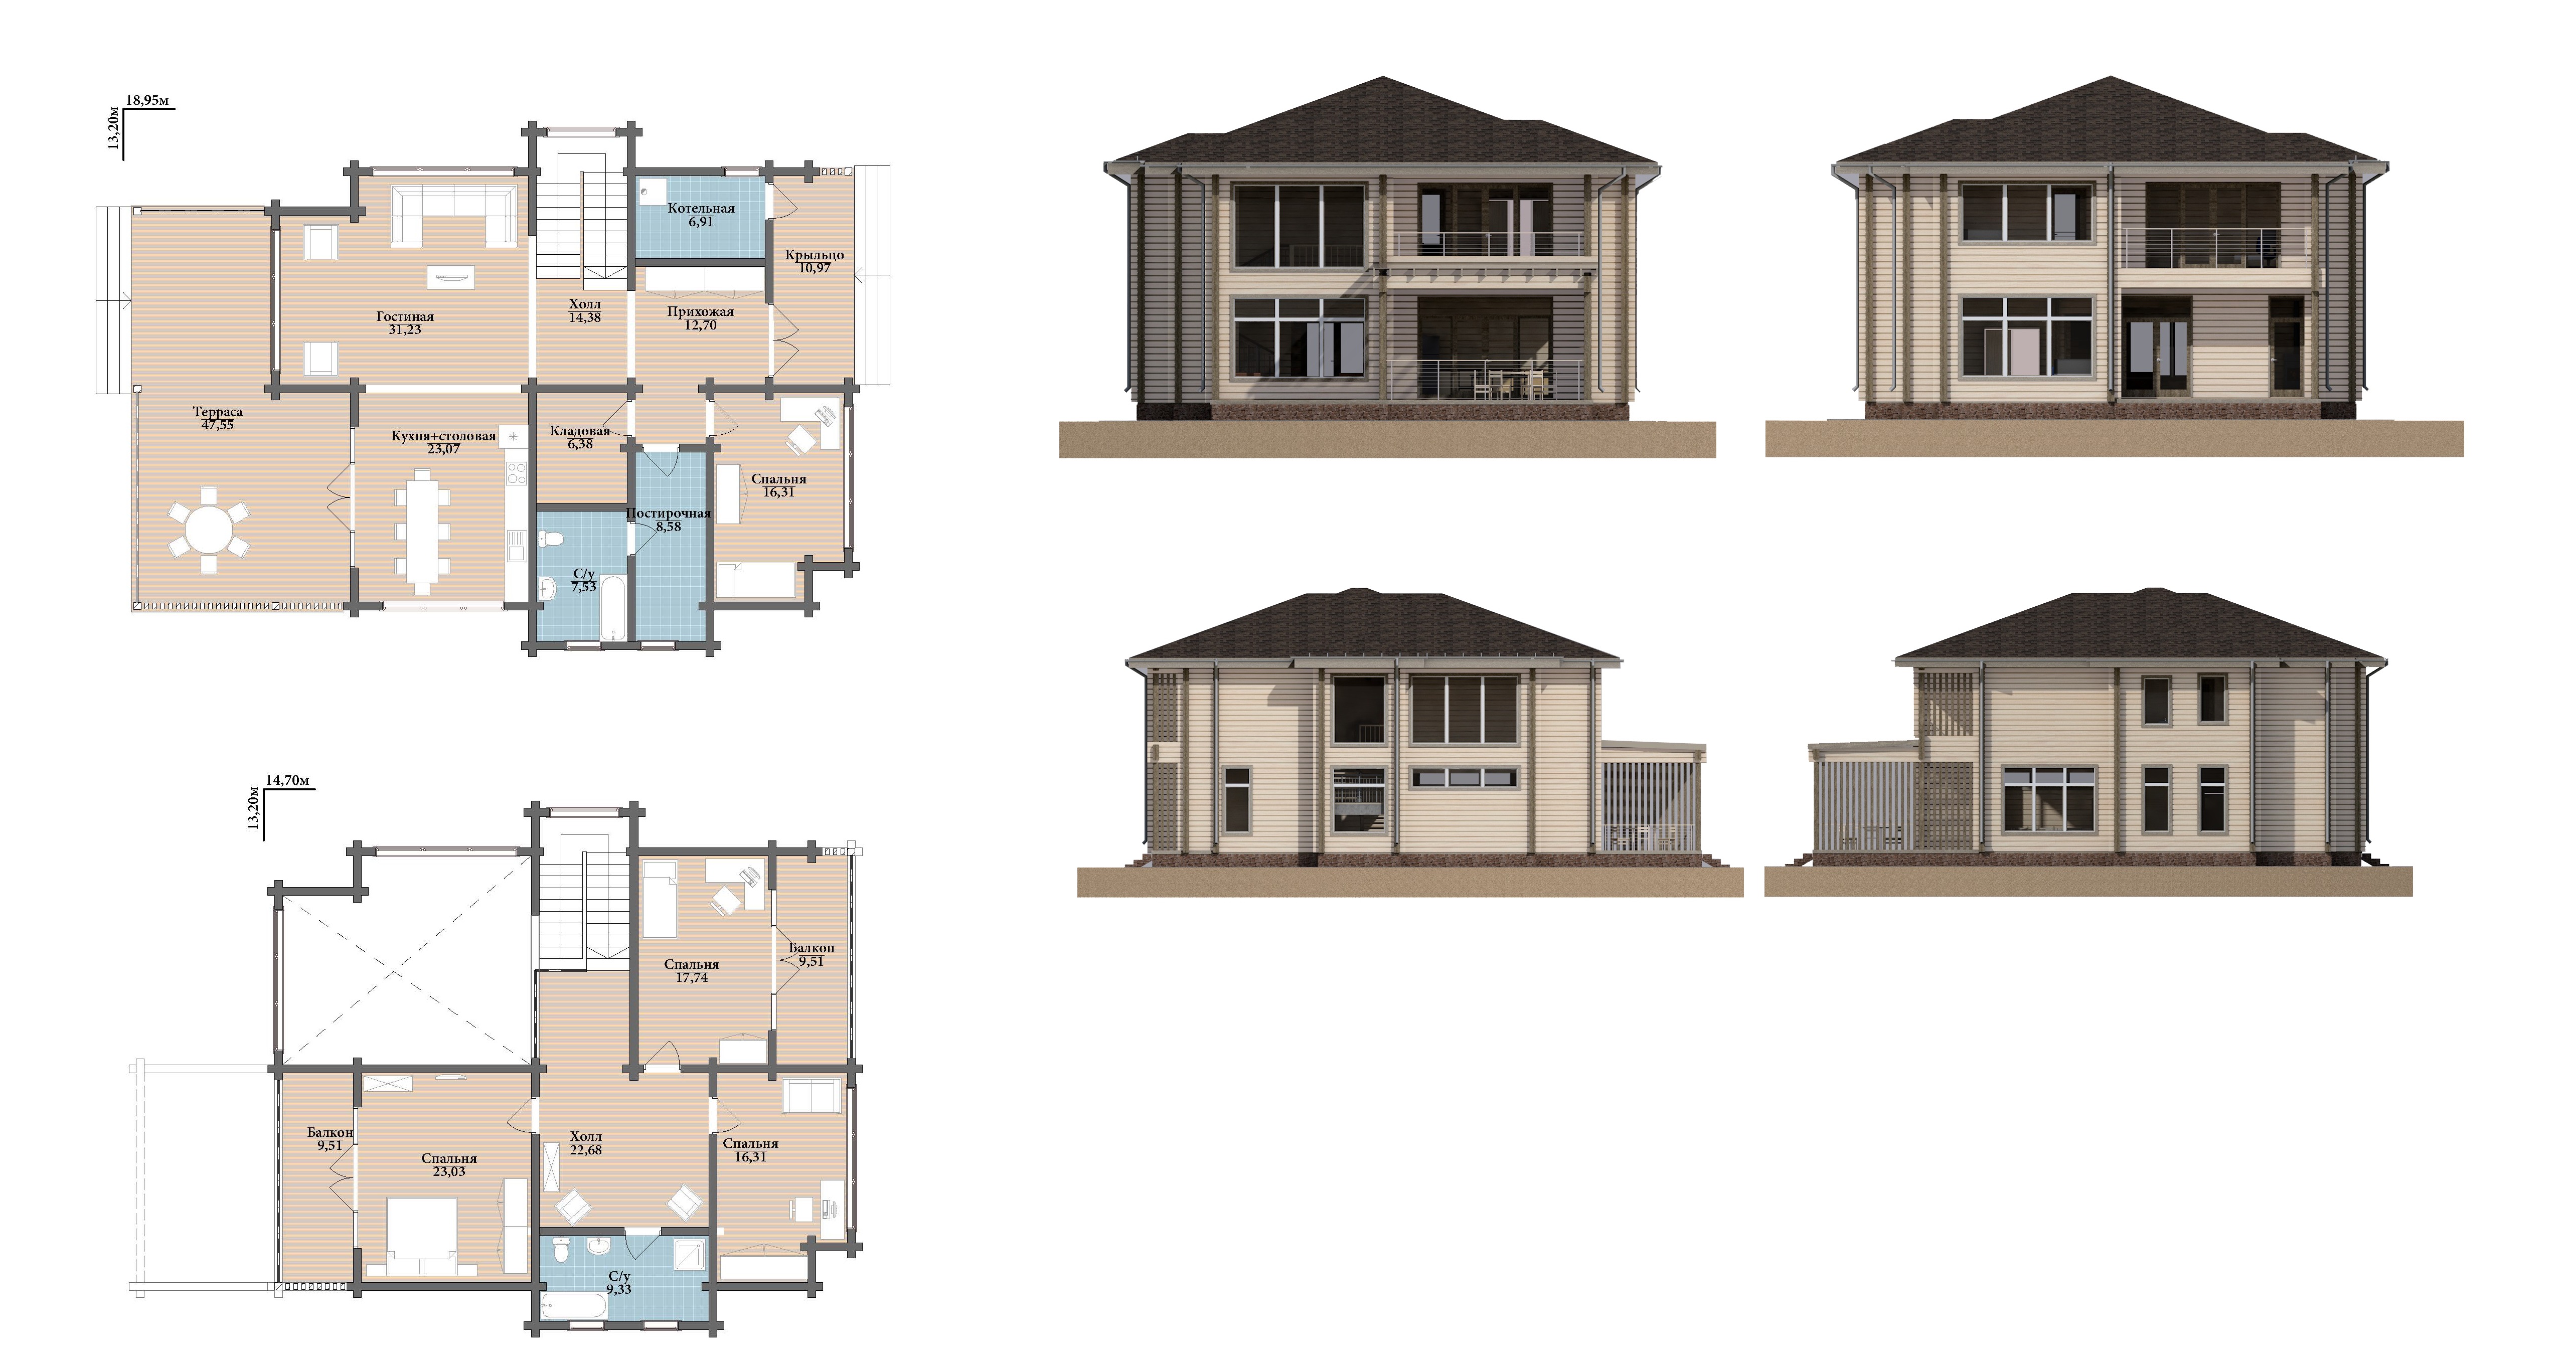 18,95м
13,20м
Котельная
6,91
Крыльцо
10,97
Холл
14,38
Прихожая
12,70
Гостиная
31,23
Терраса
47,55
Кухня+столовая
23,07
Кладовая
6,38
Спальня
16,31
Постирочная
8,58
С/у
7,53
14,70м
13,20м
Балкон
9,51
Спальня
17,74
Балкон
9,51
Холл
22,68
Спальня
16,31
Спальня
23,03
С/у
9,33